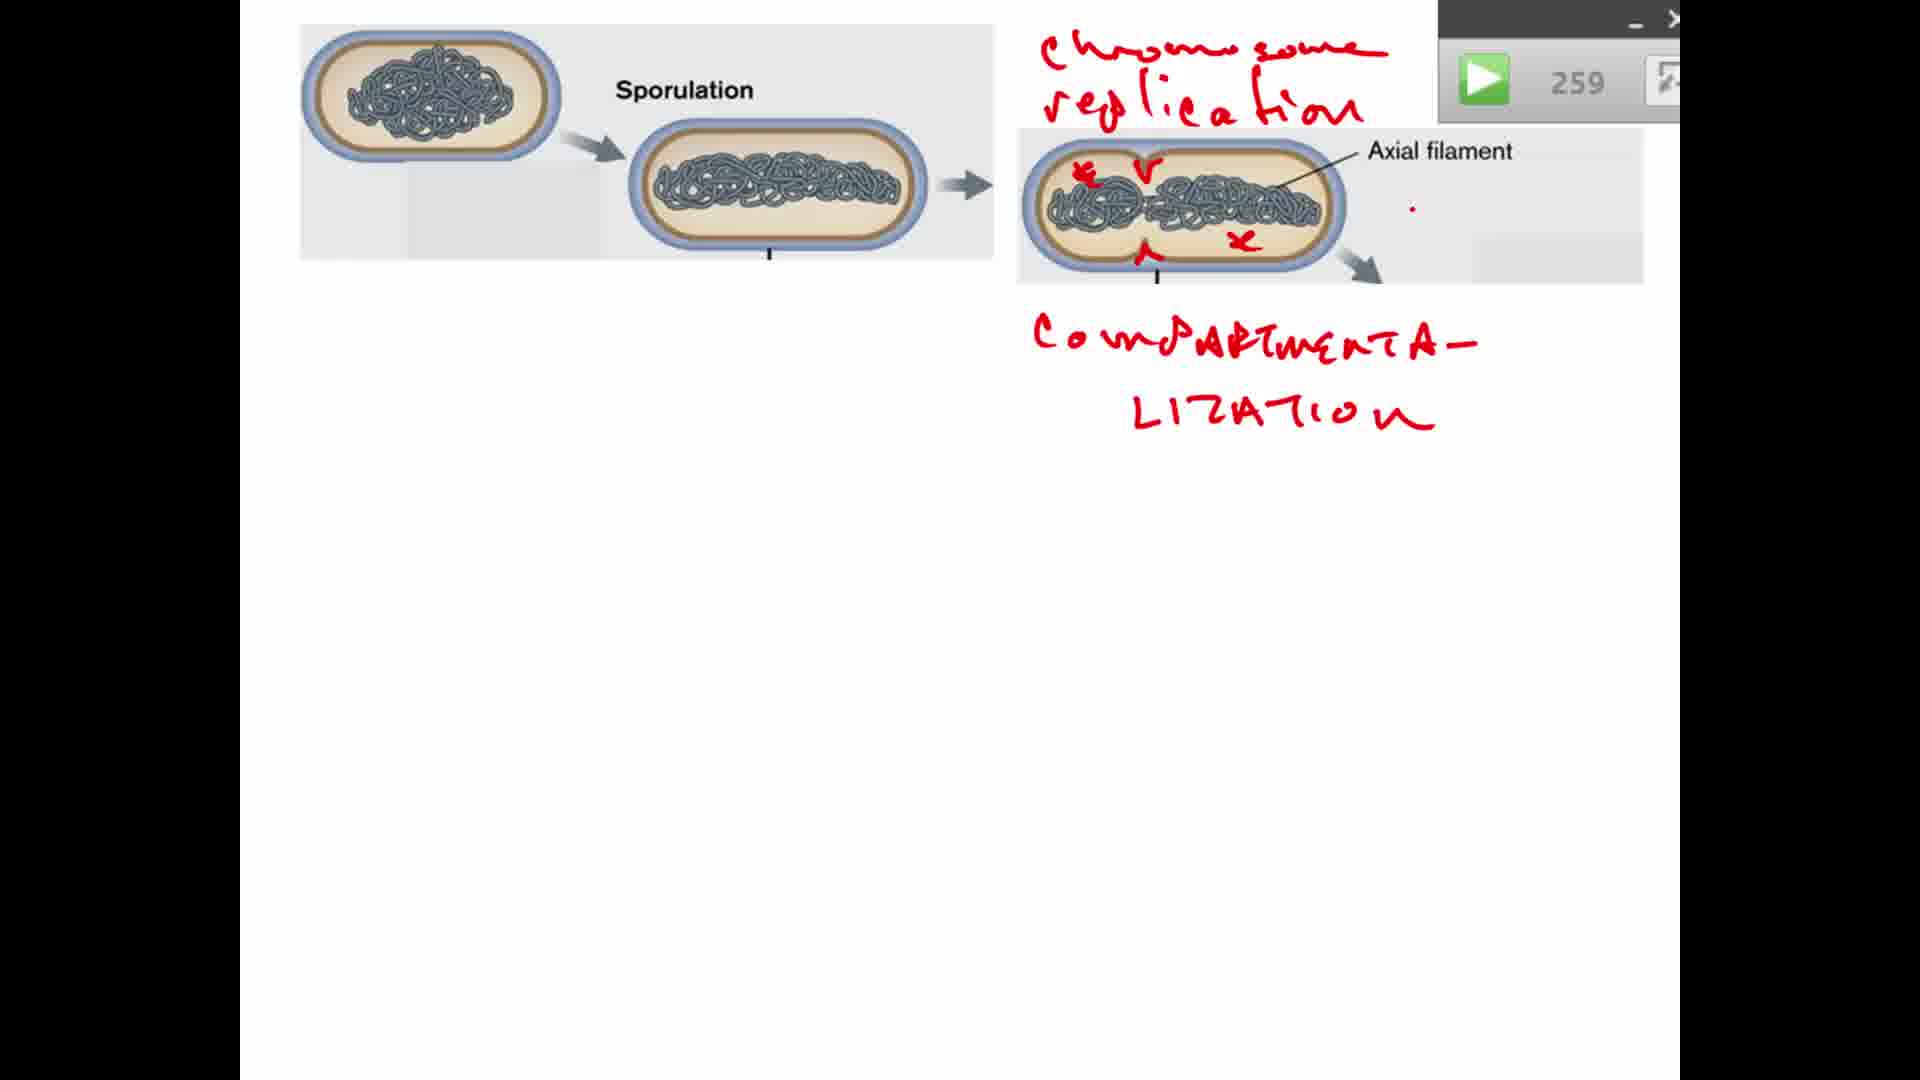 Sporulation
chromosome
replication
259
Axial filament
COMPARTMENTA-
LIZATION